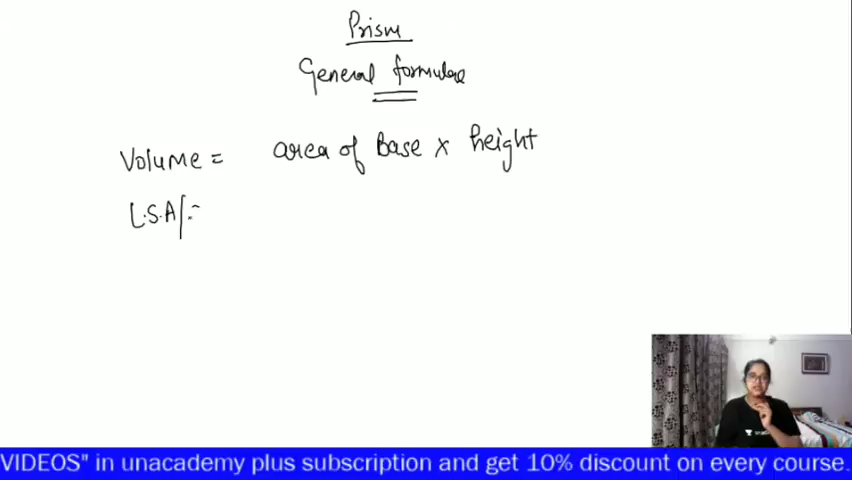 Prism
General formulae
Volume = area of Base x height
L.S.A/:-
VIDEOS" in unacademy plus subscription and get 10% discount on every course.